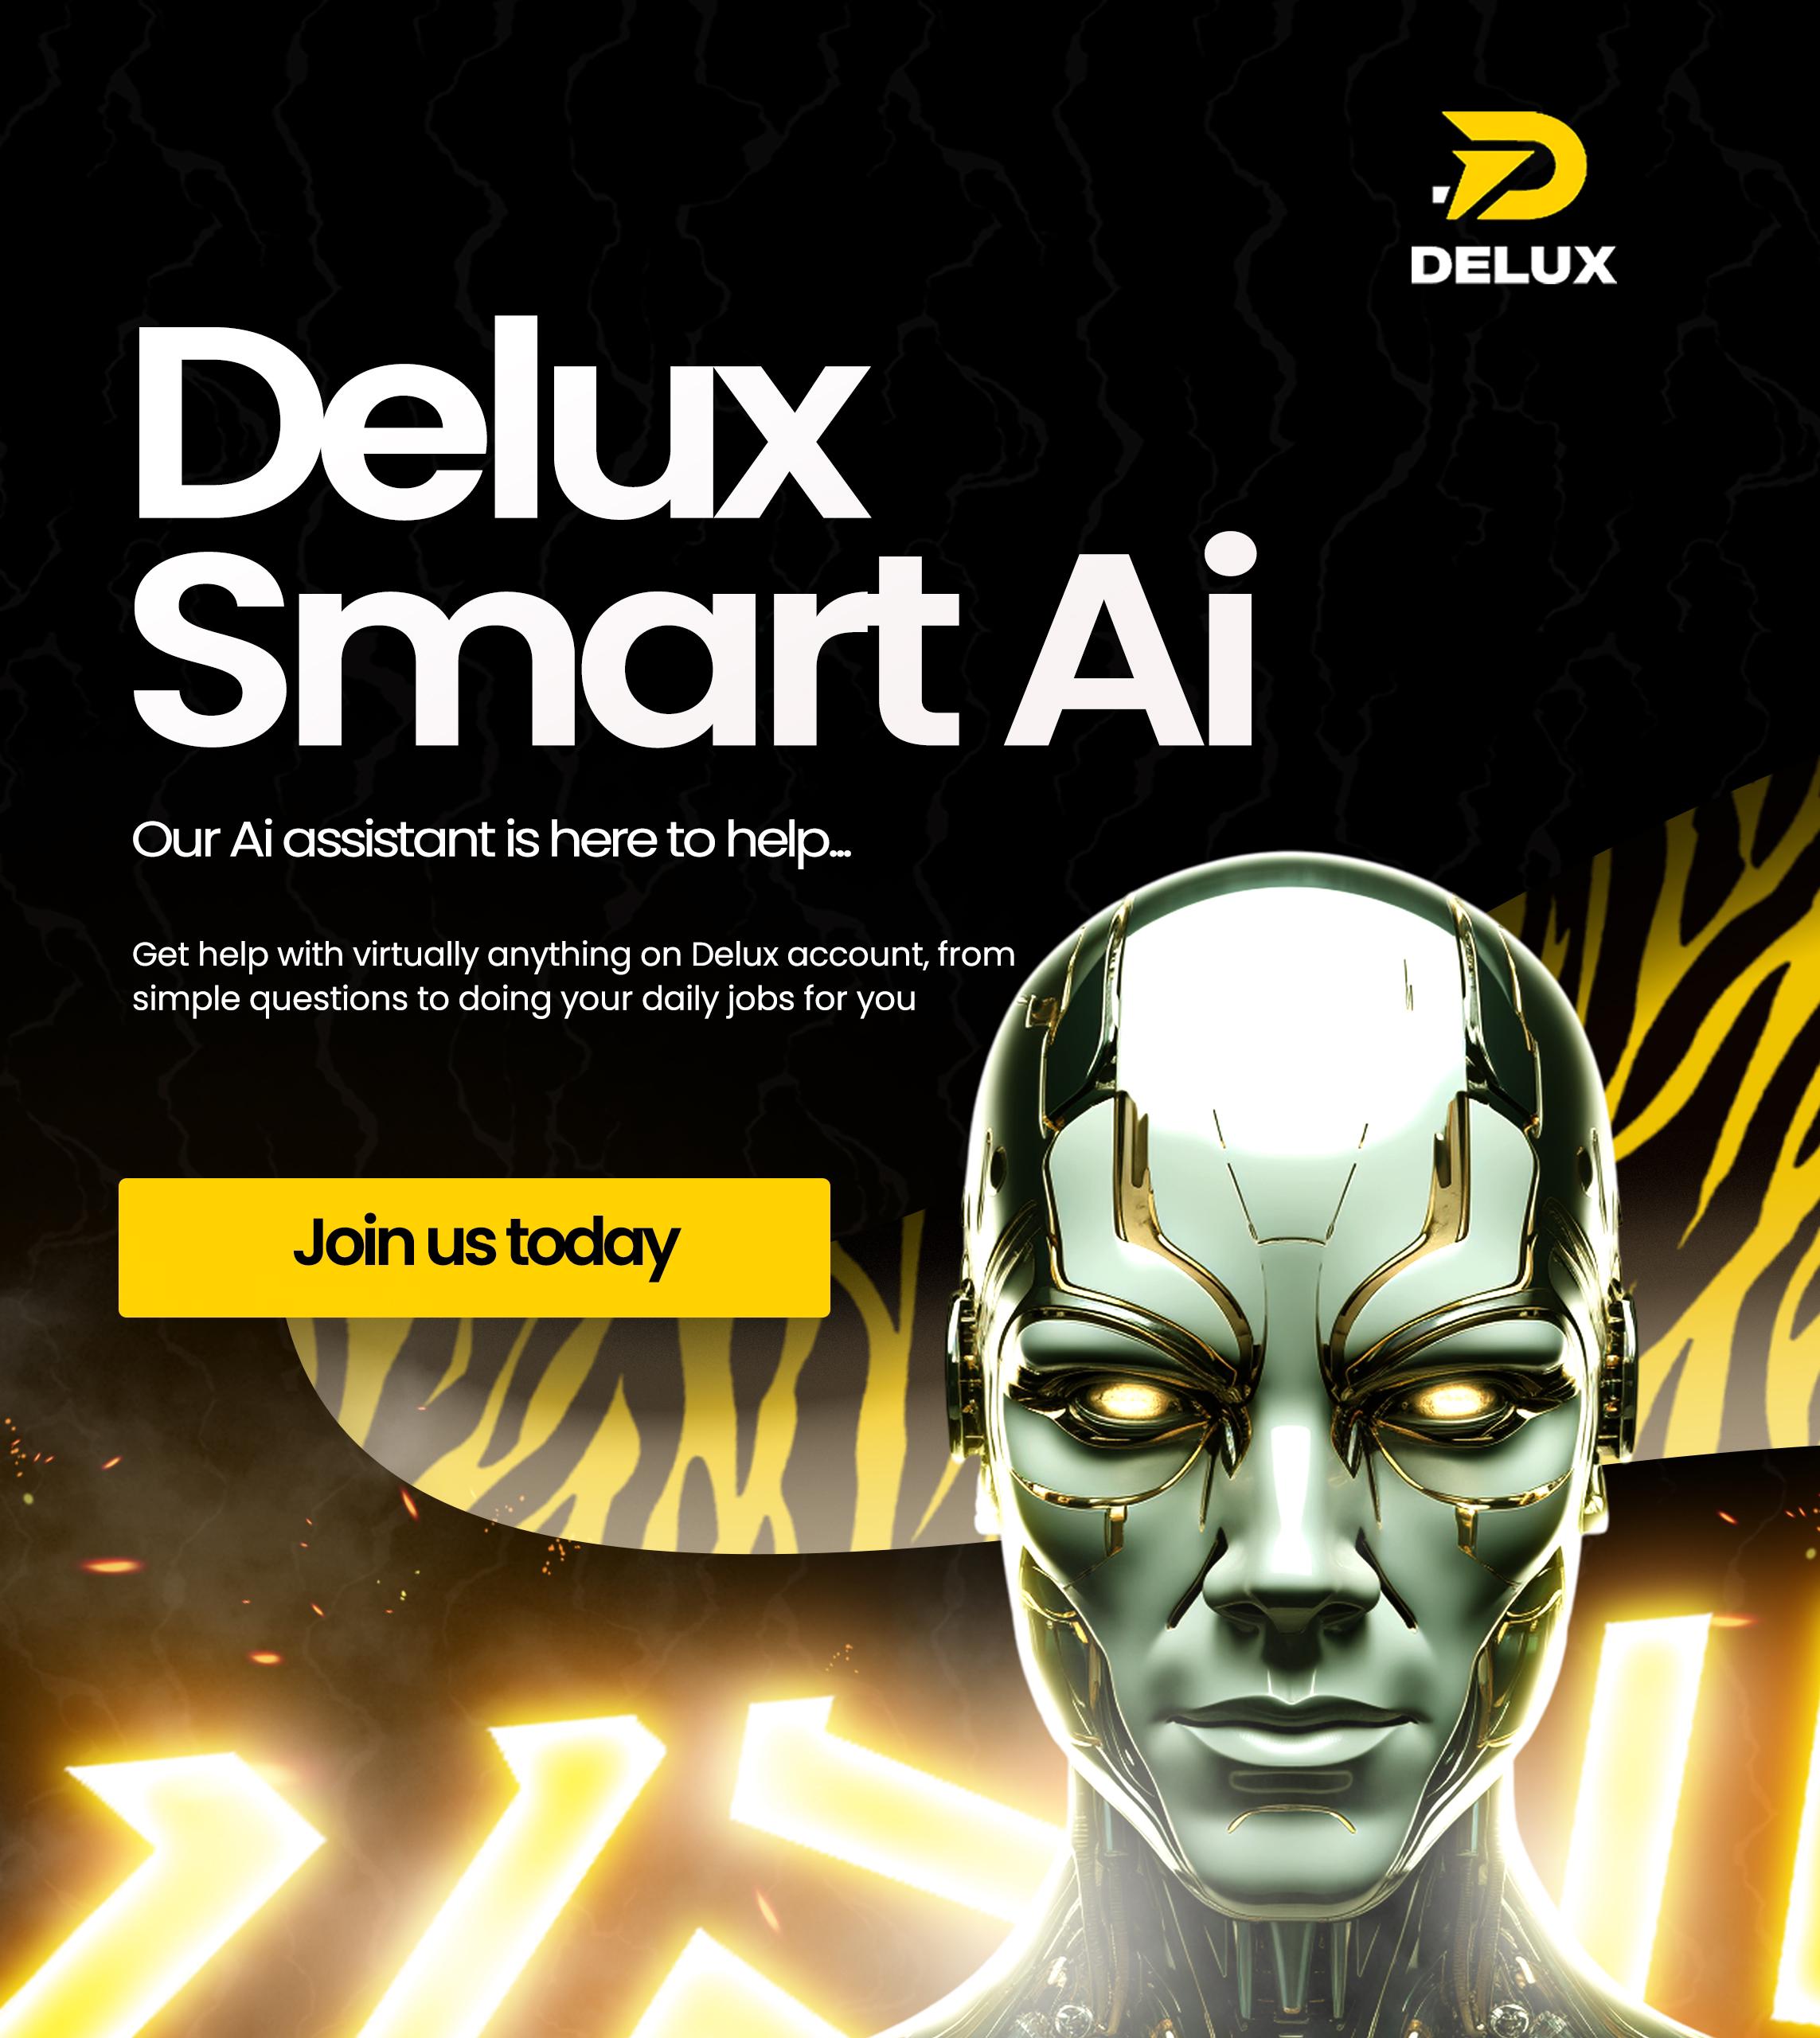 DELUX
Delux
Smart Ai
Our Ai assistant is here to help...
Get help with virtually anything on Delux account, from
simple questions to doing your daily jobs for you
Join us today